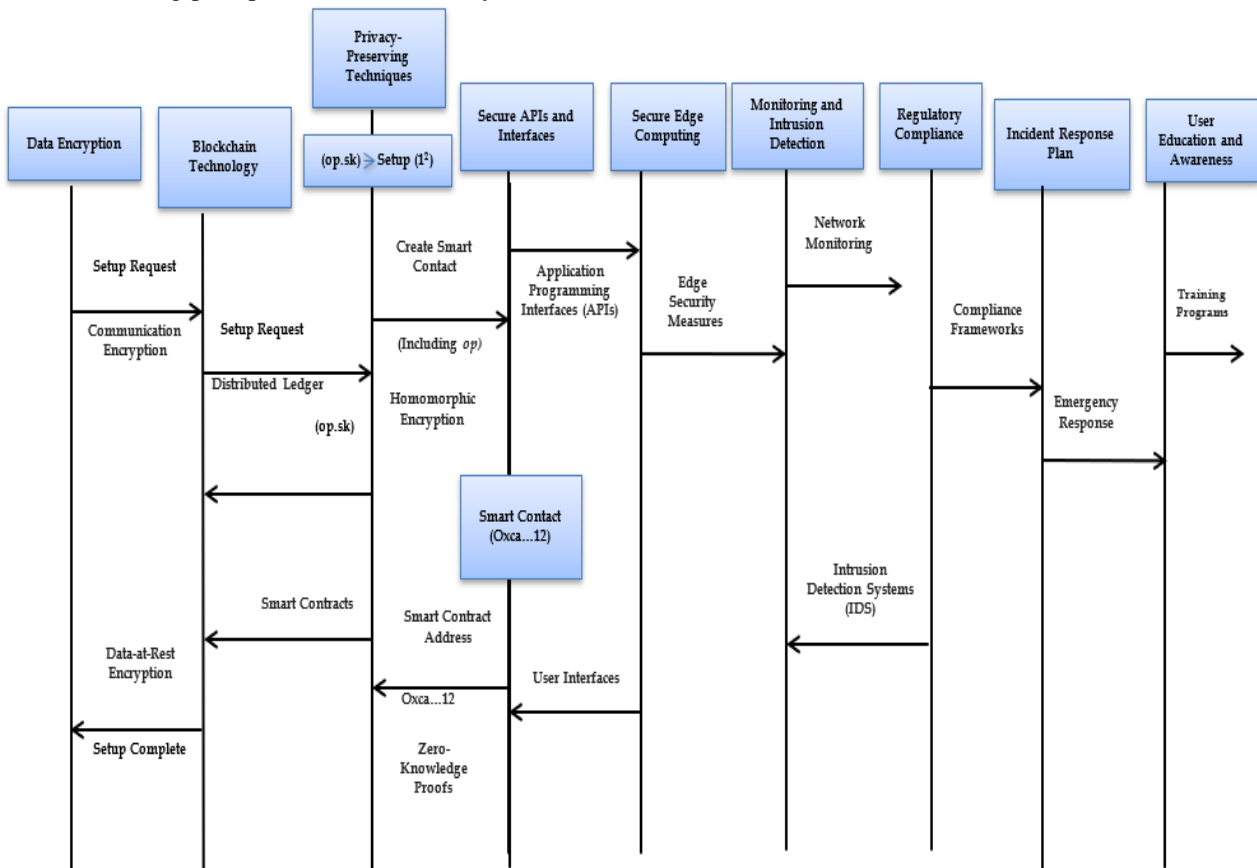 Privacy-
Preserving
Techniques
Data Encryption
Blockchain
Technology
(op.sk) > Setup (1²)
Secure APIs and
Interfaces
Secure Edge
Computing
Monitoring and
Intrusion
Detection
Regulatory
Compliance
Incident Response
Plan
User
Education and
Awareness
Setup Request
Communication
Encryption
Setup Request
Distributed Ledger
(op.sk)
Create Smart
Contact
(Including op)
Homomorphic
Encryption
Application
Programming
Interfaces (APIs)
Edge
Security
Measures
Network
Monitoring
Compliance
Frameworks
Emergency
Response
Training
Programs
Smart Contact
(Oxca...12)
Intrusion
Detection Systems
(IDS)
Smart Contracts
Smart Contract
Address
Data-at-Rest
Encryption
User Interfaces
Oxca...12
Setup Complete
Zero-
Knowledge
Proofs